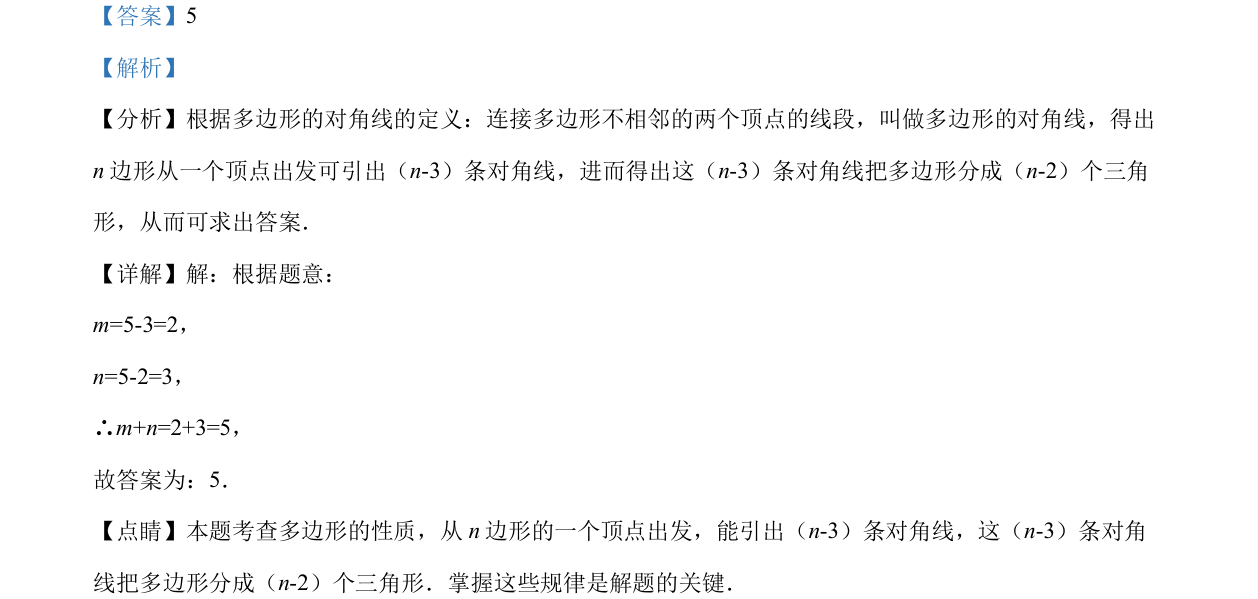 【答案】5
【解析】
【分析】根据多边形的对角线的定义：连接多边形不相邻的两个顶点的线段，叫做多边形的对角线，得出
n 边形从一个顶点出发可引出（n-3）条对角线，进而得出这（n-3）条对角线把多边形分成（n-2）个三角
形，从而可求出答案．
【详解】解：根据题意：
m=5-3=2，
n=5-2=3，
∴m+n=2+3=5，
故答案为：5．
【点睛】本题考查多边形的性质，从 n 边形的一个顶点出发，能引出（n-3）条对角线，这（n-3）条对角
线把多边形分成（n-2）个三角形．掌握这些规律是解题的关键．